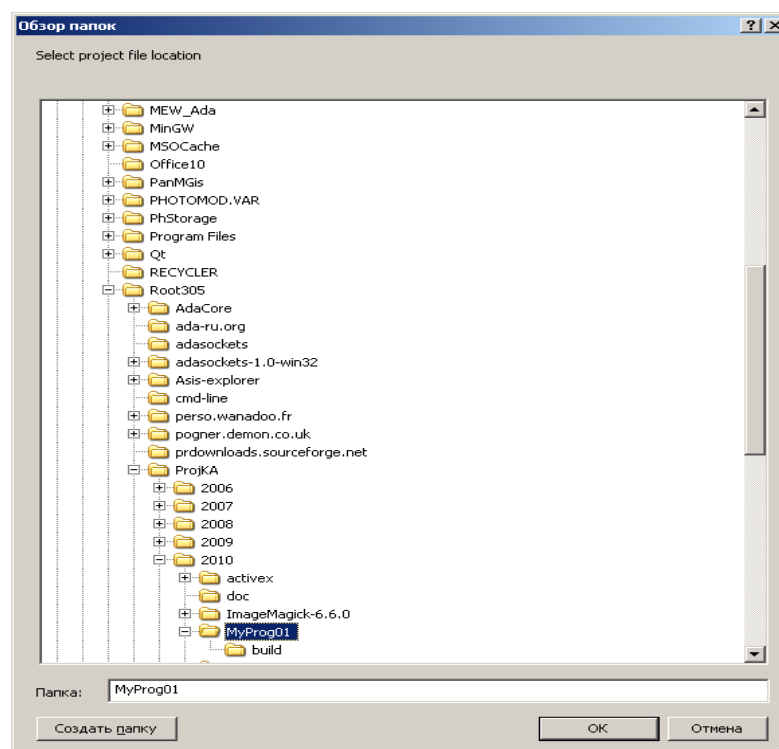 Обзор папок
Select project file location
MEW_Ada
MinGW
MSOCache
Office10
PanMGis
PHOTOMOD.VAR
PhStorage
Program Files
Qt
RECYCLER
Root305
AdaCore
ada-ru.org
adasockets
adasockets-1.0-win32
Asis-explorer
cmd-line
perso.wanadoo.fr
pogner.demon.co.uk
prdownloads.sourceforge.net
ProjKA
2006
2007
2008
2009
2010
activex
doc
ImageMagick-6.6.0
MyProg01
build
Папка: MyProg01
Создать папку ОК Отмена